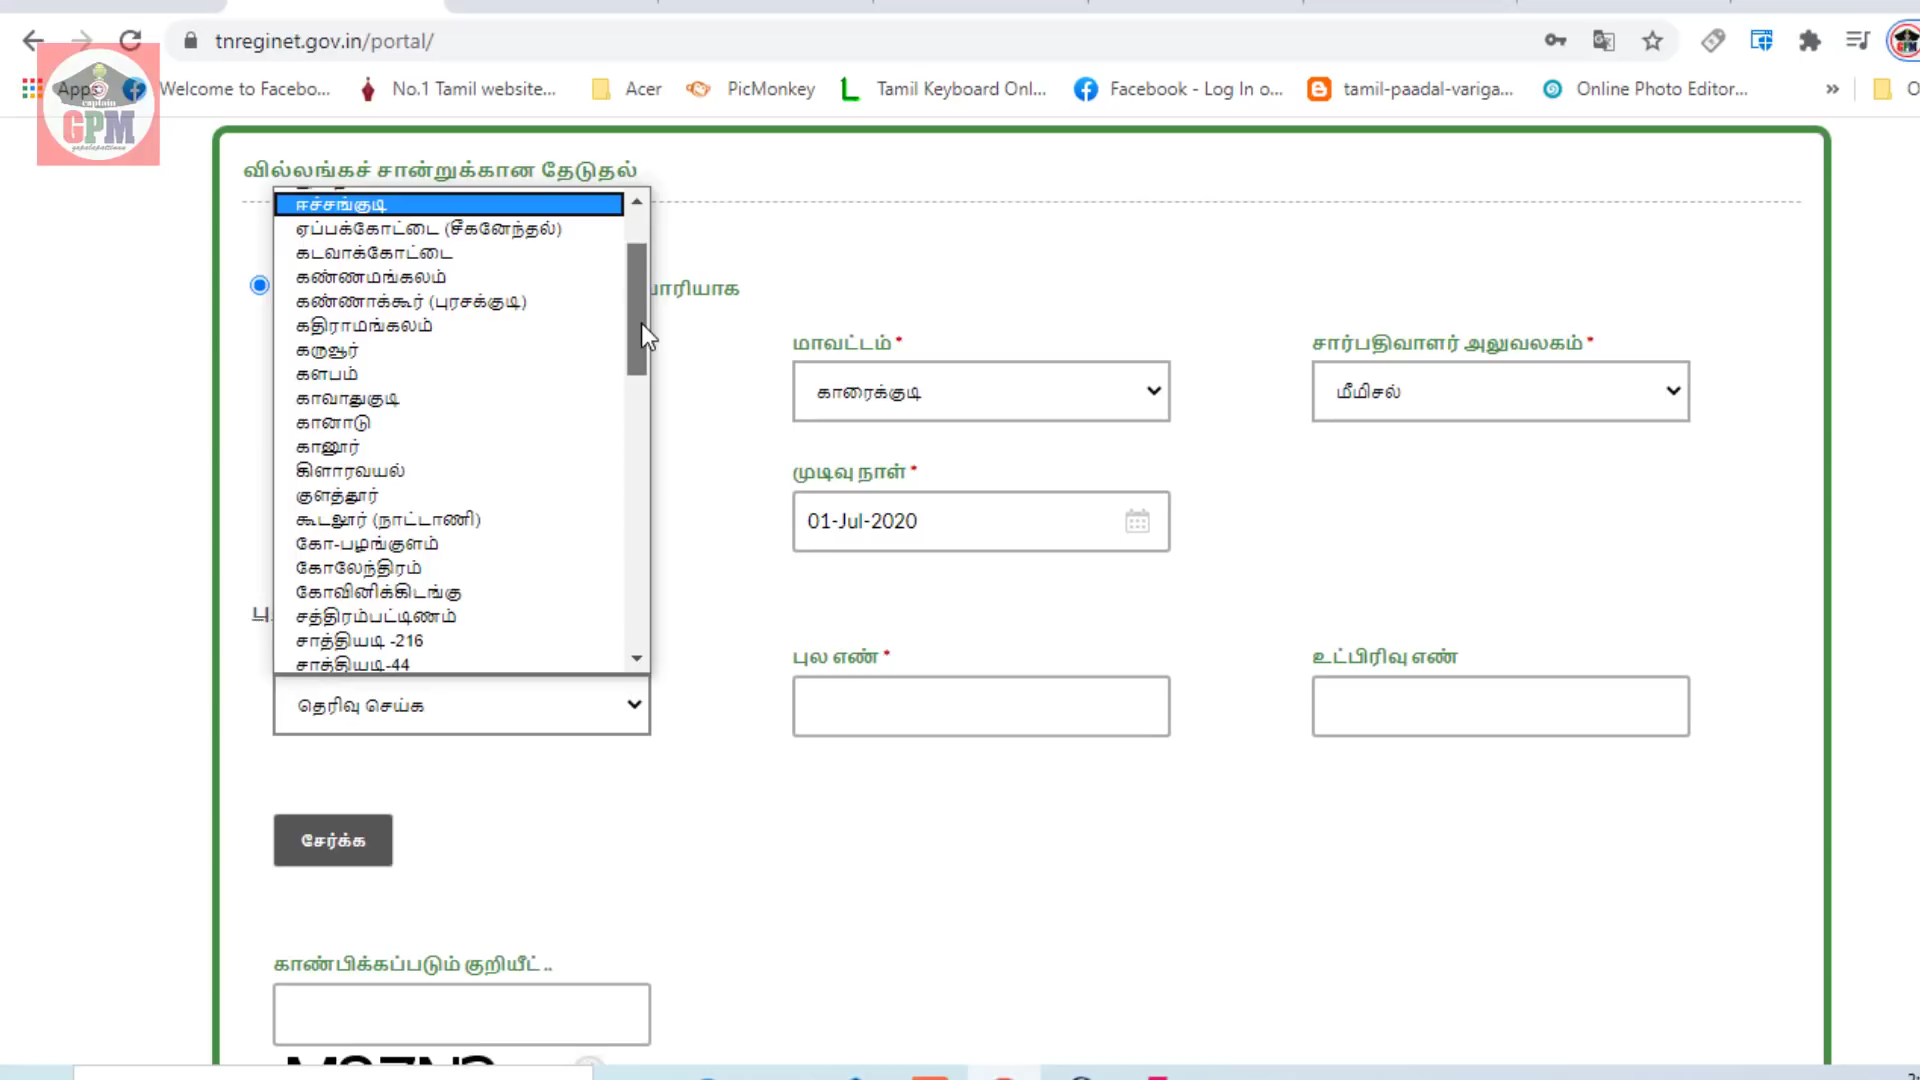 tnreginet.gov.in/portal/
Apps Welcome to Facebo... No.1 Tamil website... Acer PicMonkey Tamil Keyboard Onl... Facebook - Log In o... tamil-paadal-variga... Online Photo Editor... » O
captain
GPM
வில்லங்கச் சான்றுக்கான தேடுதல்
ஈச்சங்குடி
ஏப்பக்கோட்டை (சீகனேந்தல்)
கடவாக்கோட்டை
கண்ணமங்கலம்
கண்ணாக்கூர் (புரசக்குடி)
கதிராமங்கலம்
கருவூர்
களபம்
காவாதுகுடி
கானாடு
கானூர்
கிளாரவயல்
குளத்தூர்
கூடலூர் (நாட்டாணி)
கோ-பழங்குளம்
கோலேந்திரம்
கோவினிக்கிடங்கு
சத்திரம்பட்டிணம்
சாத்தியடி -216
சாத்தியடி-44
வாரியாக
மாவட்டம் *
சார்பதிவாளர் அலுவலகம் *
காரைக்குடி
மீமிசல்
முடிவு நாள் *
01-Jul-2020
பு
புல எண் *
உட்பிரிவு எண்
தெரிவு செய்க
சேர்க்க
காண்பிக்கப்படும் குறியீட் ..